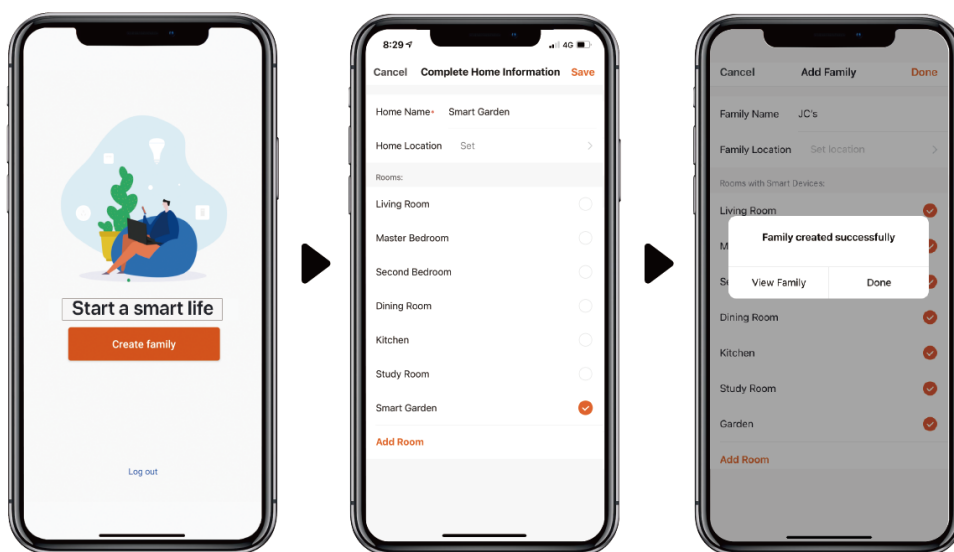 Start a smart life
Create family
Log out
8:29
4G
Cancel Complete Home Information Save
Home Name* Smart Garden
Home Location Set
Rooms:
Living Room
Master Bedroom
Second Bedroom
Dining Room
Kitchen
Study Room
Smart Garden
Add Room
Cancel Add Family Done
Family Name JC's
Family Location Set location
Rooms with Smart Devices:
Living Room
Family created successfully
M
Se
View Family Done
Dining Room
Kitchen
Study Room
Garden
Add Room